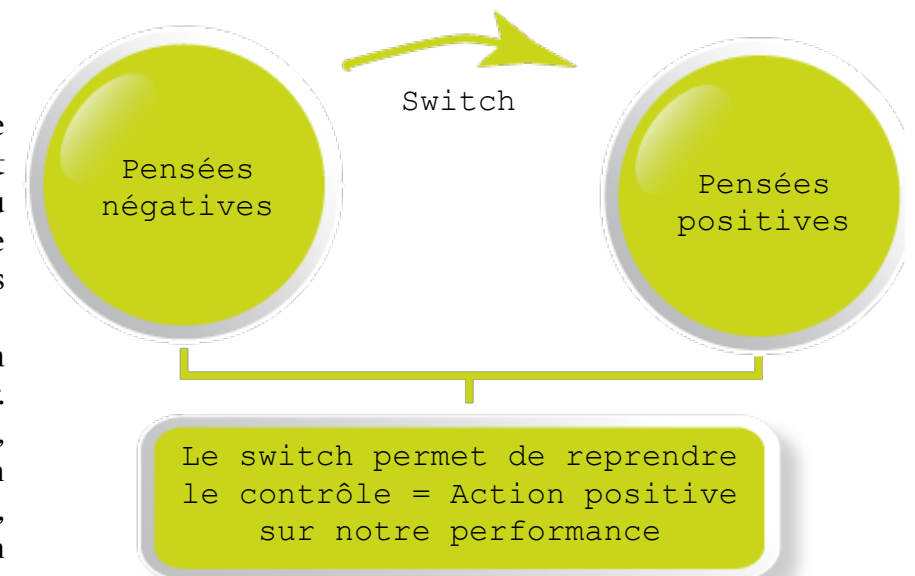 Switch
Pensées
négatives
Pensées
positives
Le switch permet de reprendre
le contrôle = Action positive
sur notre performance